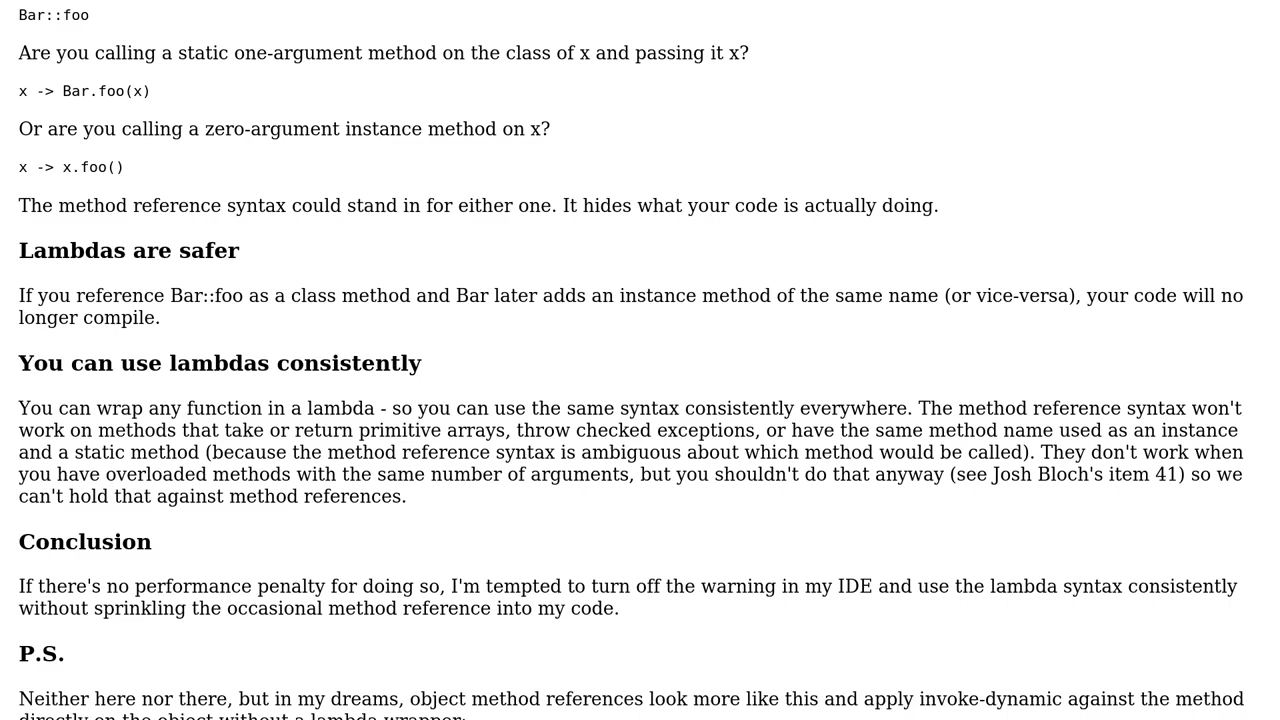 Bar::foo
Are you calling a static one-argument method on the class of x and passing it x?
x -> Bar.foo(x)
Or are you calling a zero-argument instance method on x?
x -> x.foo()
The method reference syntax could stand in for either one. It hides what your code is actually doing.
Lambdas are safer
If you reference Bar::foo as a class method and Bar later adds an instance method of the same name (or vice-versa), your code will no
longer compile.
You can use lambdas consistently
You can wrap any function in a lambda - so you can use the same syntax consistently everywhere. The method reference syntax won't
work on methods that take or return primitive arrays, throw checked exceptions, or have the same method name used as an instance
and a static method (because the method reference syntax is ambiguous about which method would be called). They don't work when
you have overloaded methods with the same number of arguments, but you shouldn't do that anyway (see Josh Bloch's item 41) so we
can't hold that against method references.
Conclusion
If there's no performance penalty for doing so, I'm tempted to turn off the warning in my IDE and use the lambda syntax consistently
without sprinkling the occasional method reference into my code.
P.S.
Neither here nor there, but in my dreams, object method references look more like this and apply invoke-dynamic against the method
directly on the object without a lambda wrapper: